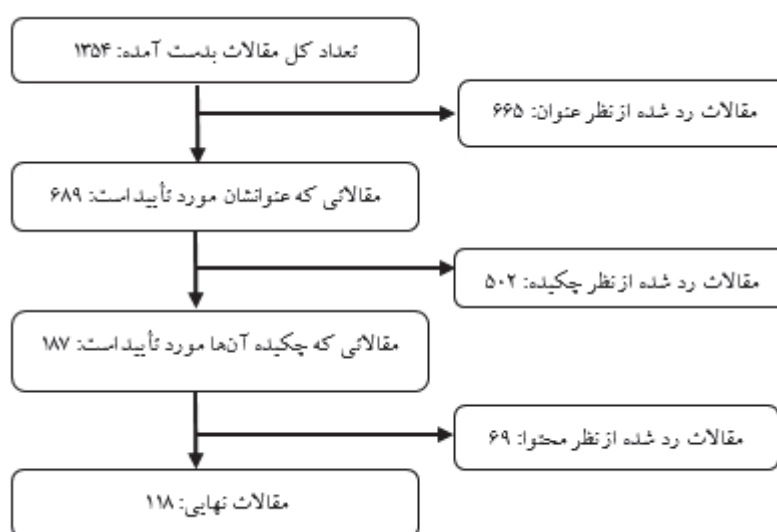 تعداد کل مقالات بدست آمده: ۱۳۵۴
مقالات رد شده از نظر عنوان: ۶۶۵
مقالاتی که عنوانشان مورد تأیید است: ۶۸۹
مقالات رد شده از نظر چکیده: ۵۰۲
مقالاتی که چکیده آن‌ها مورد تأیید است: ۱۸۷
مقالات رد شده از نظر محتوا: ۶۹
مقالات نهایی: ۱۱۸